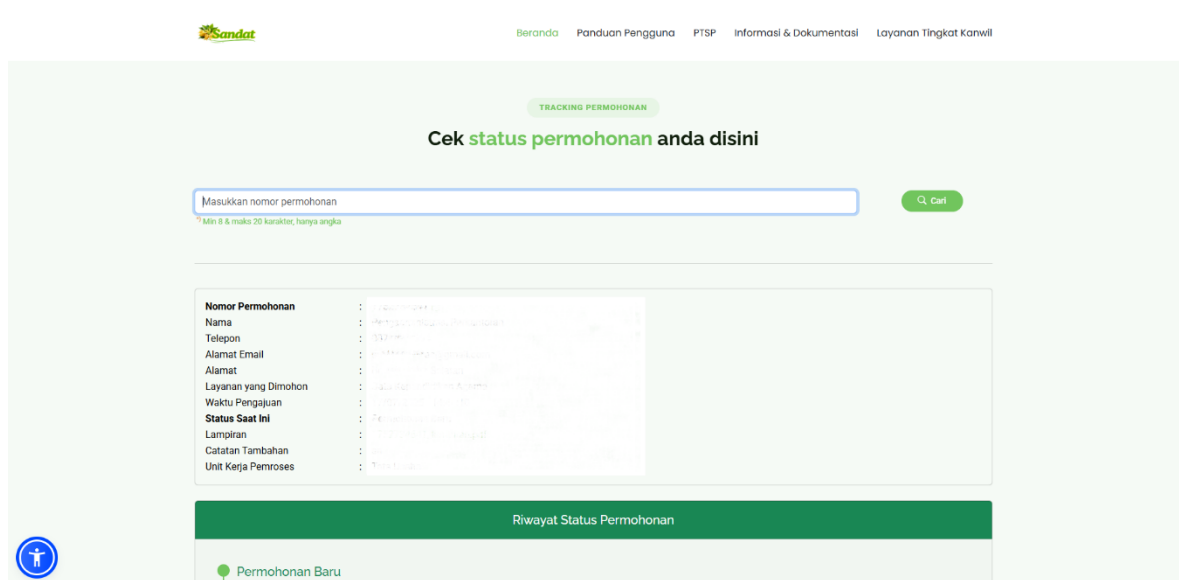 Sandat
Beranda Panduan Pengguna PTSP Informasi & Dokumentasi Layanan Tingkat Kanwil
TRACKING PERMOHONAN
Cek status permohonan anda disini
Masukkan nomor permohonan
Cari
*) Min 8 & maks 20 karakter, hanya angka
Nomor Permohonan :
Nama :
Telepon :
Alamat Email :
Alamat :
Layanan yang Dimohon :
Waktu Pengajuan :
Status Saat Ini :
Lampiran :
Catatan Tambahan :
Unit Kerja Pemroses :
Riwayat Status Permohonan
Permohonan Baru